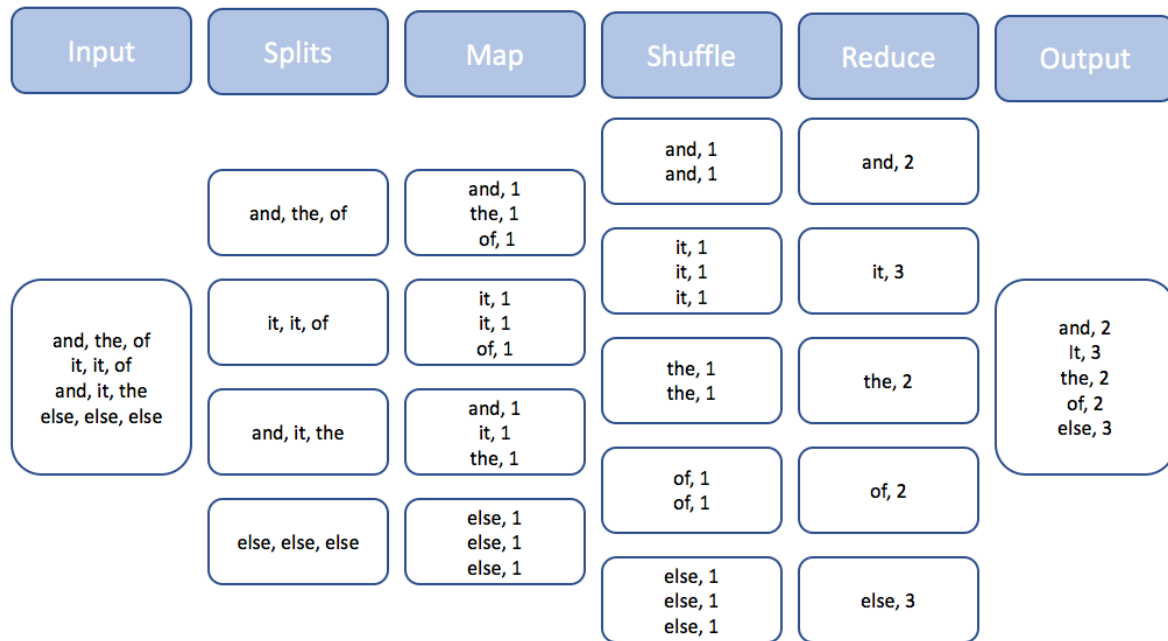 Input
Splits
Map
Shuffle
Reduce
Output
and, the, of
it, it, of
and, it, the
else, else, else
and, the, of
it, it, of
and, it, the
else, else, else
and, 1
the, 1
of, 1
it, 1
it, 1
of, 1
and, 1
it, 1
the, 1
else, 1
else, 1
else, 1
and, 1
and, 1
it, 1
it, 1
it, 1
the, 1
the, 1
of, 1
of, 1
else, 1
else, 1
else, 1
and, 2
it, 3
the, 2
of, 2
else, 3
and, 2
It, 3
the, 2
of, 2
else, 3